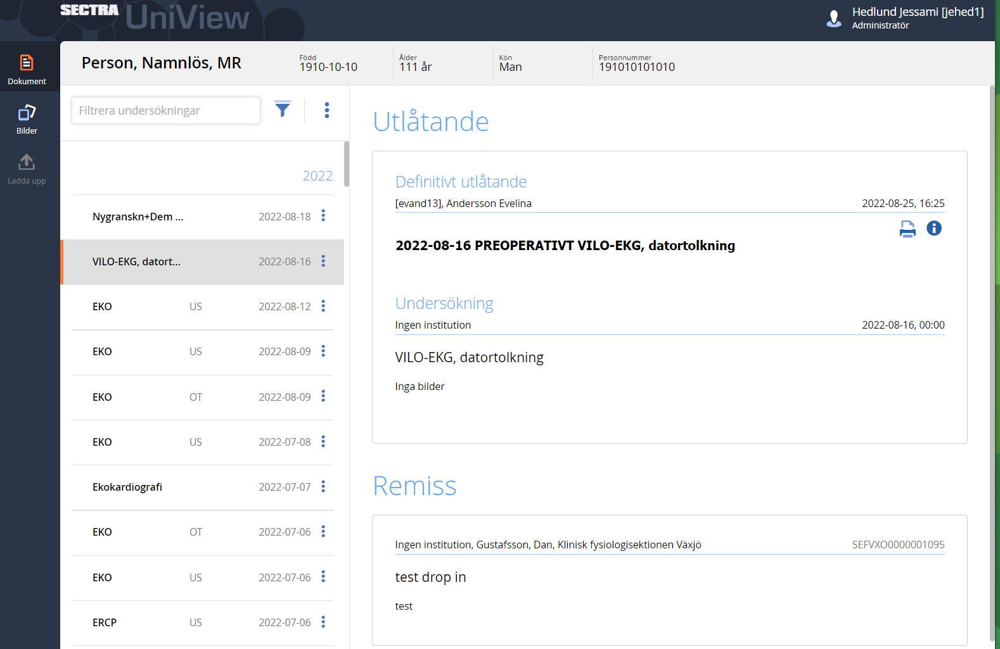 SECTRA
UniView
Hedlund Jessami [jehed1]
Administratör
Dokument
Bilder
Ladda upp
Person, Namnlös, MR
Född
1910-10-10
Ålder
111 år
Kön
Man
Personnummer
191010101010
Filtrera undersökningar
2022
Nygranskn+Dem ... 2022-08-18
VILO-EKG, datort... 2022-08-16
EKO US 2022-08-12
EKO US 2022-08-09
EKO OT 2022-08-09
EKO US 2022-07-08
Ekokardiografi 2022-07-07
EKO OT 2022-07-06
EKO US 2022-07-06
ERCP US 2022-07-06
Utlåtande
Definitivt utlåtande
[evand13], Andersson Evelina 2022-08-25, 16:25
2022-08-16 PREOPERATIVT VILO-EKG, datortolkning
Undersökning
Ingen institution 2022-08-16, 00:00
VILO-EKG, datortolkning
Inga bilder
Remiss
Ingen institution, Gustafsson, Dan, Klinisk fysiologisektionen Växjö SEFVXO0000001095
test drop in
test